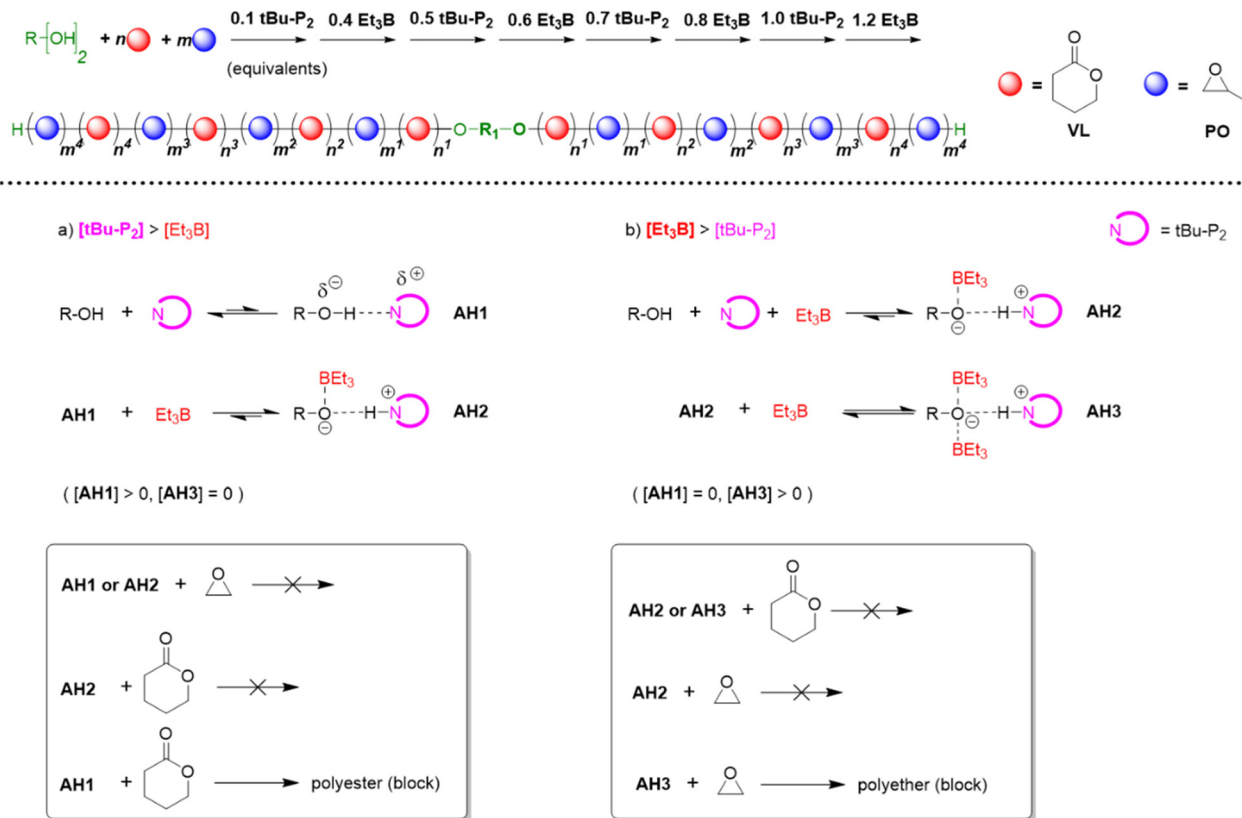 0.1 tBu-P₂ 0.4 Et₃B 0.5 tBu-P₂ 0.6 Et₃B 0.7 tBu-P₂ 0.8 Et₃B 1.0 tBu-P₂ 1.2 Et₃B
R-[OH]₂ + n + m
(equivalents)
= VL = PO
H ( )m⁴ ( )n⁴ ( )m³ ( )n³ ( )m² ( )n² ( )m¹ ( )n¹ O-R₁-O ( )n¹ ( )m¹ ( )n² ( )m² ( )n³ ( )m³ ( )n⁴ ( )m⁴ H
a) [tBu-P₂] > [Et₃B]
R-OH + N R-O-H---N AH1
δ⊖ δ⊕
AH1 + Et₃B R-O---H-N AH2
BEt₃ ⊕
⊖
( [AH1] > 0, [AH3] = 0 )
AH1 or AH2 + O
AH2 + O O
AH1 + O O polyester (block)
b) [Et₃B] > [tBu-P₂]
N = tBu-P₂
R-OH + N + Et₃B R-O---H-N AH2
BEt₃ ⊕
⊖
AH2 + Et₃B R-O---H-N AH3
BEt₃ ⊕
⊖
BEt₃
( [AH1] = 0, [AH3] > 0 )
AH2 or AH3 + O O
AH2 + O
AH3 + O polyether (block)